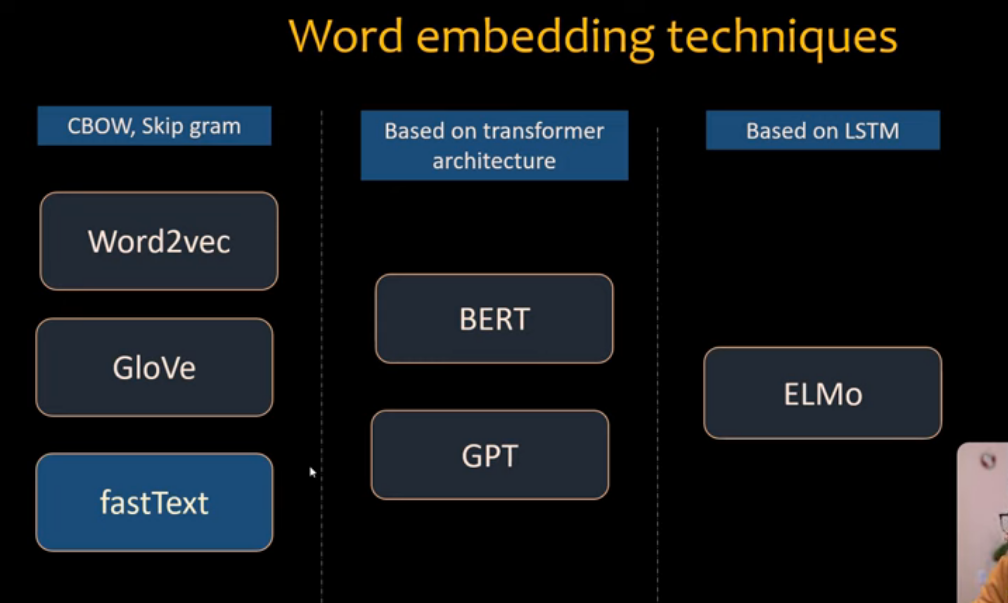 Word embedding techniques
CBOW, Skip gram
Word2vec
GloVe
fastText
Based on transformer
architecture
BERT
GPT
Based on LSTM
ELMo